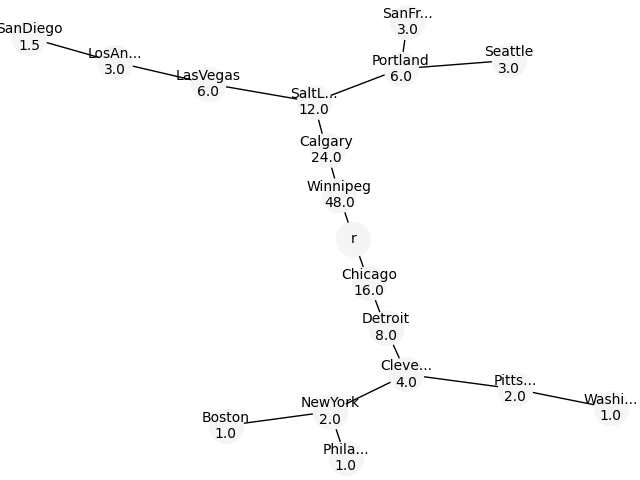 SanFr...
3.0
SanDiego
1.5
LosAn...
3.0
Portland
6.0
Seattle
3.0
LasVegas
6.0
SaltL...
12.0
Calgary
24.0
Winnipeg
48.0
r
Chicago
16.0
Detroit
8.0
Cleve...
4.0
Pitts...
2.0
Washi...
1.0
NewYork
2.0
Boston
1.0
Phila...
1.0